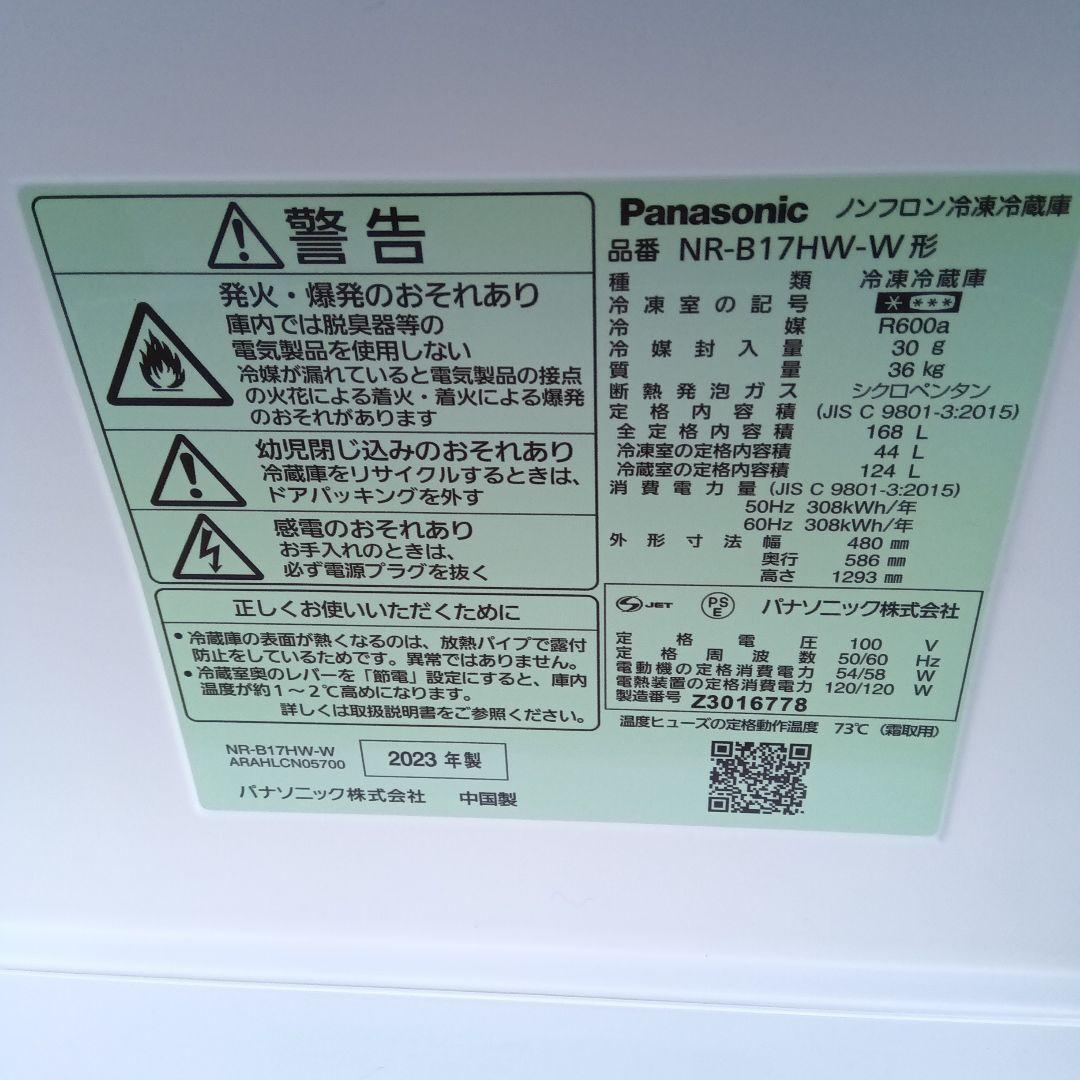 警告
発火・爆発のおそれあり
庫内では脱臭器等の
電気製品を使用しない
冷媒が漏れていると電気製品の接点
の火花による着火・着火による爆発
のおそれがあります
幼児閉じ込みのおそれあり
冷蔵庫をリサイクルするときは、
ドアパッキングを外す
感電のおそれあり
お手入れのときは、
必ず電源プラグを抜く
正しくお使いいただくために
•冷蔵庫の表面が熱くなるのは、放熱パイプで露付
防止をしているためです。異常ではありません。
•冷蔵室奥のレバーを「節電」設定にすると、庫内
温度が約1~2℃高めになります。
詳しくは取扱説明書をご参照ください。
NR-B17HW-W
ARAHLCN05700
2023 年製
パナソニック株式会社 中国製
Panasonic ノンフロン冷凍冷蔵庫
品番 NR-B17HW-W形
種類 冷凍冷蔵庫
冷凍室の記号 * ***
冷媒 R600a
冷媒封入量 30 g
質量 36 kg
断熱発泡ガス シクロペンタン
定格内容積 (JIS C 9801-3:2015)
全定格内容積 168 L
冷凍室の定格内容積 44 L
冷蔵室の定格内容積 124 L
消費電力量 (JIS C 9801-3:2015)
50Hz 308kWh/年
60Hz 308kWh/年
外形寸法 幅 480 mm
奥行 586 mm
高さ 1293 mm
JET PSE パナソニック株式会社
定格電圧 100 V
定格周波数 50/60 Hz
電動機の定格消費電力 54/58 W
電熱装置の定格消費電力 120/120 W
製造番号 Z3016778
温度ヒューズの定格動作温度 73℃(霜取用)